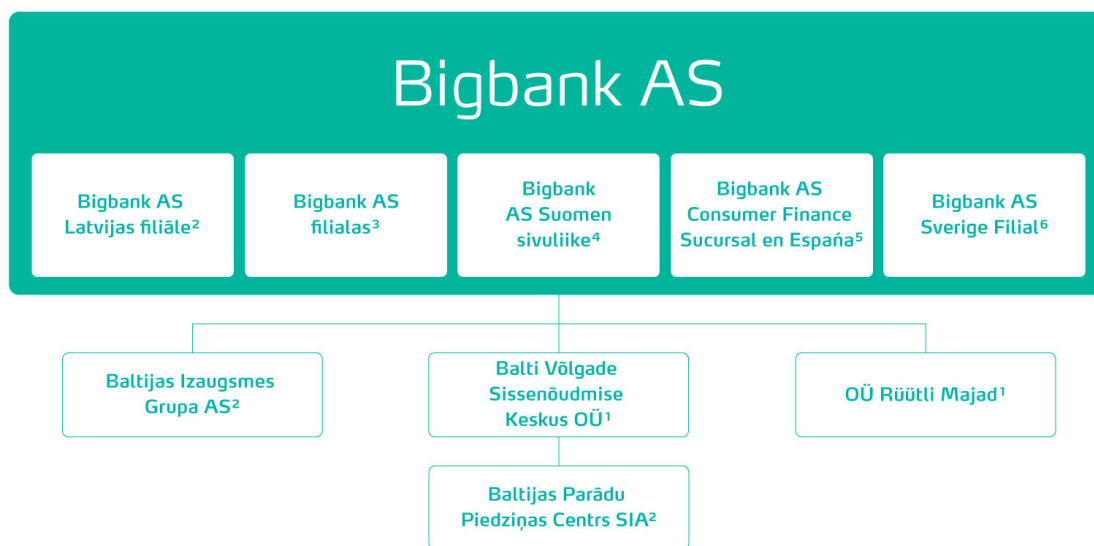 Bigbank AS
Bigbank AS
Latvijas filiāle²
Bigbank AS
filialas³
Bigbank
AS Suomen
sivuliike⁴
Bigbank AS
Consumer Finance
Sucursal en Espańa⁵
Bigbank AS
Sverige Filial⁶
Baltijas Izaugsmes
Grupa AS²
Balti Võlgade
Sissenõudmise
Keskus OÜ¹
OÜ Rüütli Majad¹
Baltijas Parādu
Piedziņas Centrs SIA²